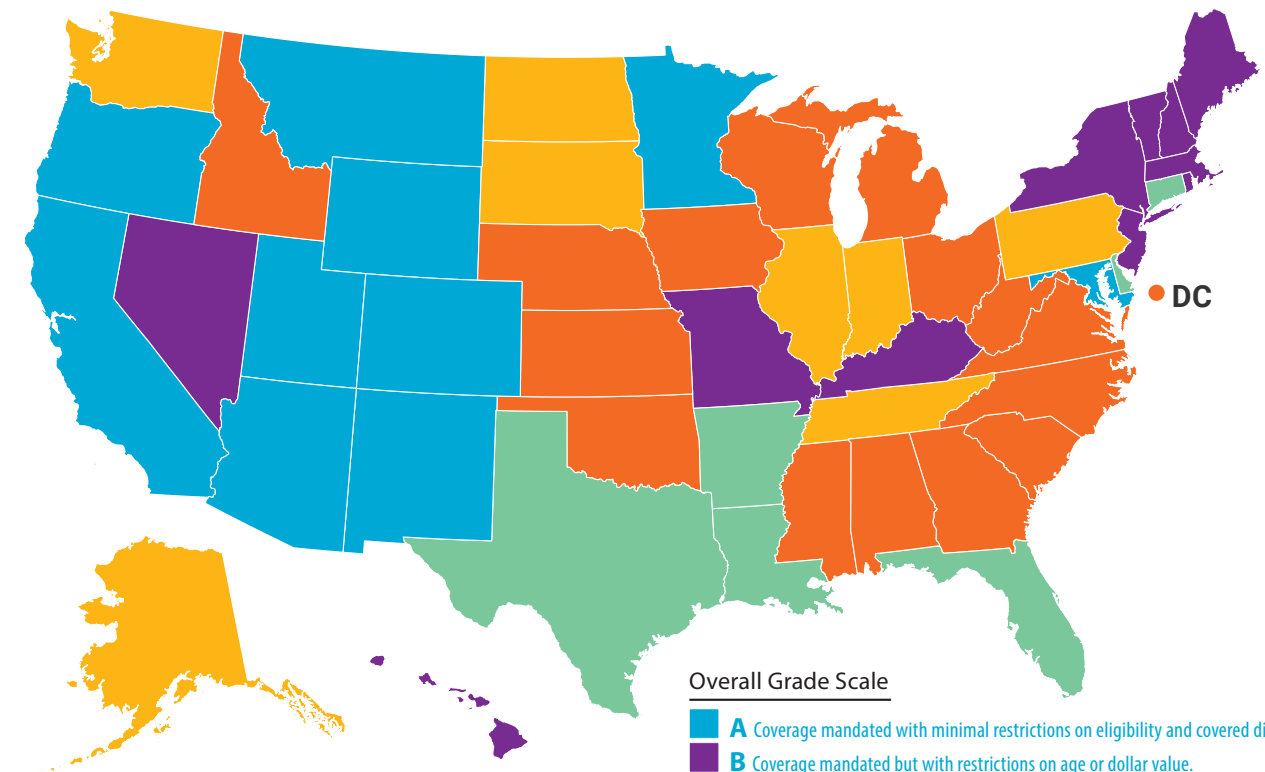 DC
Overall Grade Scale
A Coverage mandated with minimal restrictions on eligibility and covered
B Coverage mandated but with restrictions on age or dollar value.